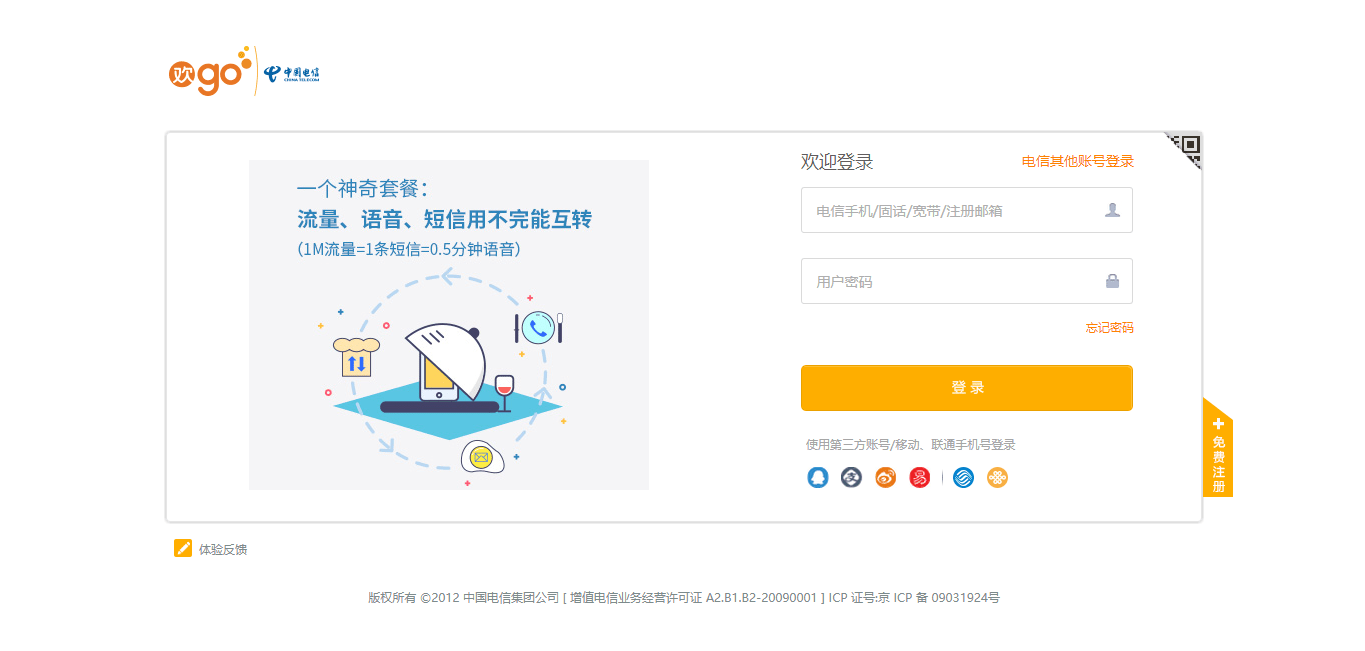 欢go 中国电信
CHINA TELECOM
一个神奇套餐：
流量、语音、短信用不完能互转
(1M流量=1条短信=0.5分钟语音)
欢迎登录 电信其他账号登录
电信手机/固话/宽带/注册邮箱
用户密码
忘记密码
登 录
使用第三方账号/移动、联通手机号登录
免费注册
体验反馈
版权所有 ©2012 中国电信集团公司 [ 增值电信业务经营许可证 A2.B1.B2-20090001 ] ICP 证号:京 ICP 备 09031924号